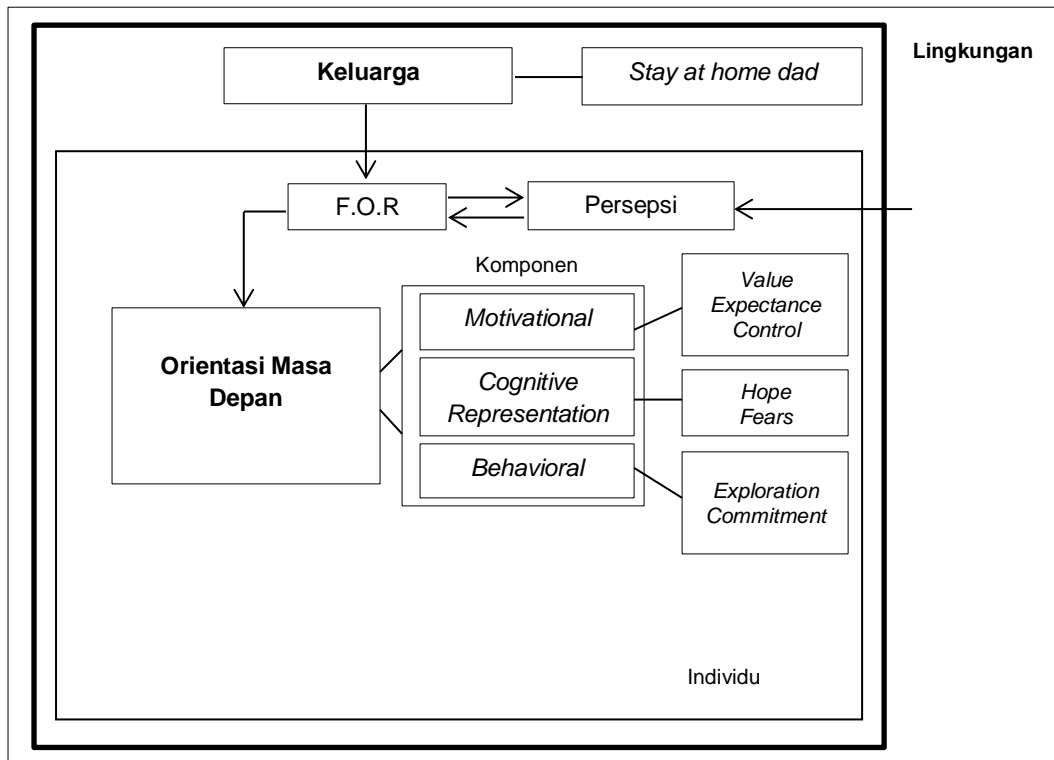 Lingkungan
Keluarga
Stay at home dad
F.O.R
Persepsi
Komponen
Motivational
Value
Expectance
Control
Orientasi Masa
Depan
Cognitive
Representation
Hope
Fears
Behavioral
Exploration
Commitment
Individu